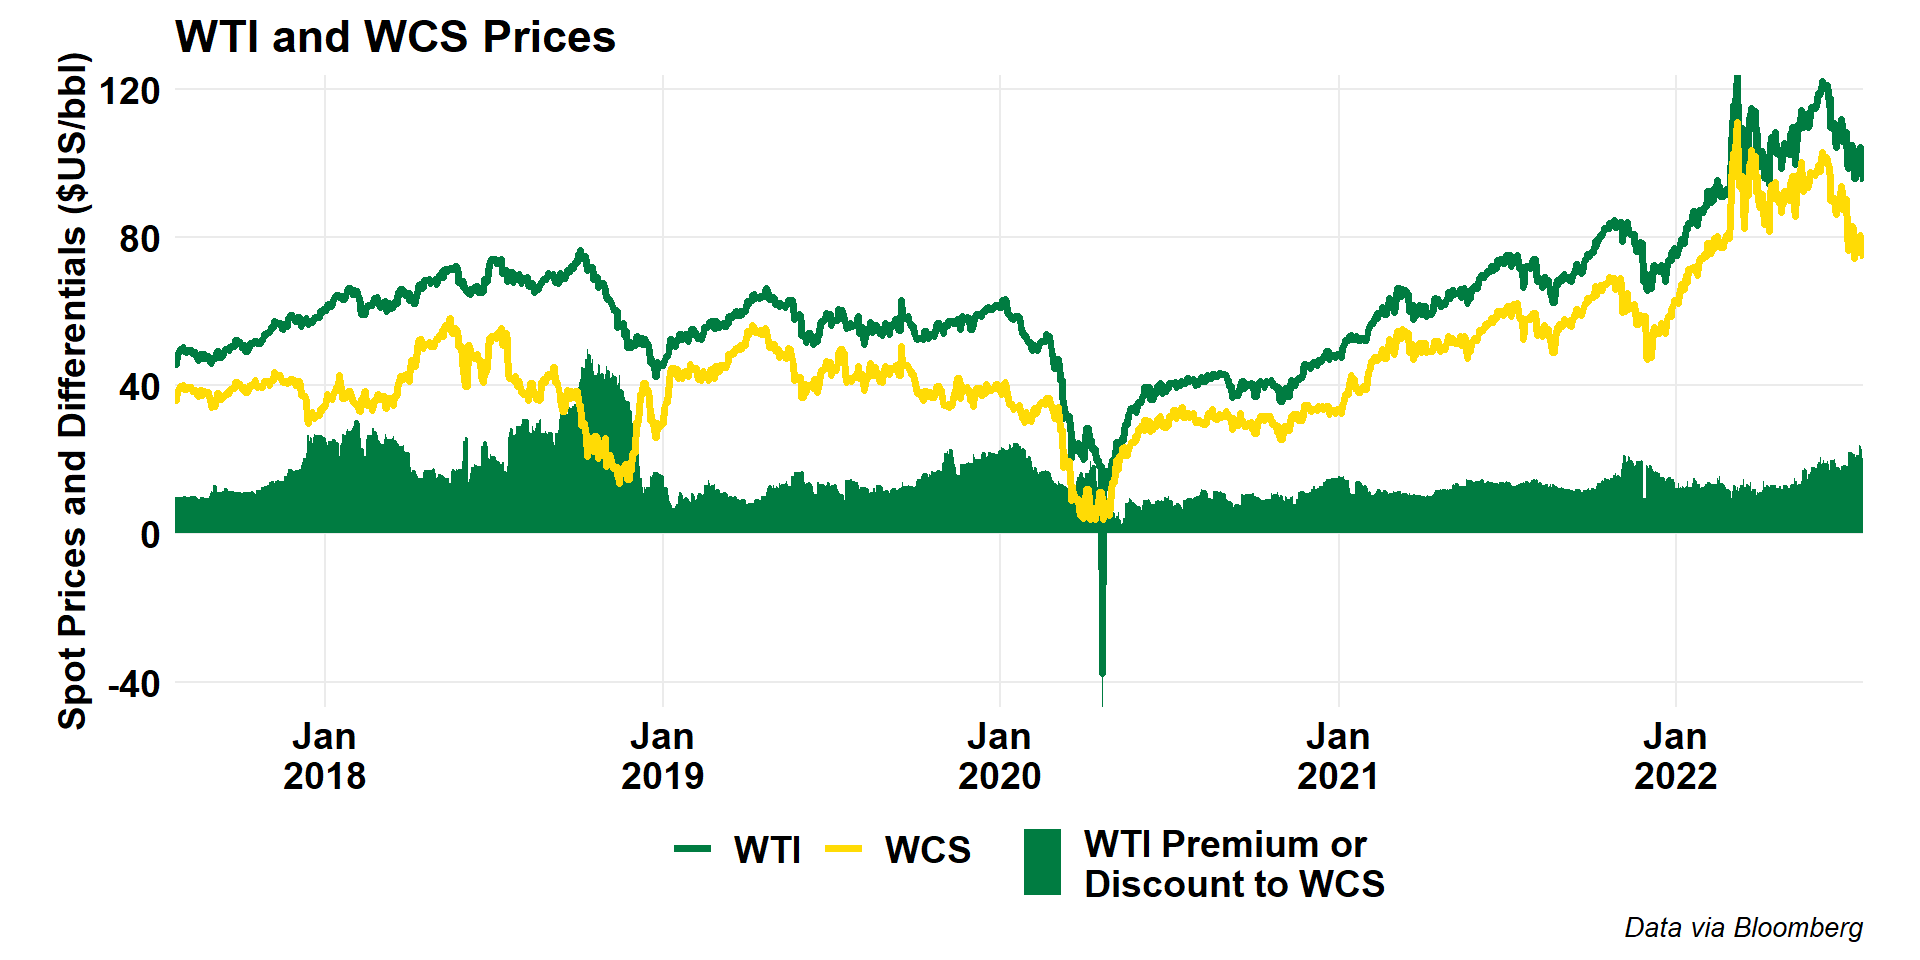 WTI and WCS Prices
Spot Prices and Differentials ($US/bbl)
120
80
40
0
-40
Jan
2018
Jan
2019
Jan
2020
Jan
2021
Jan
2022
WTI
WCS
WTI Premium or
Discount to WCS
Data via Bloomberg